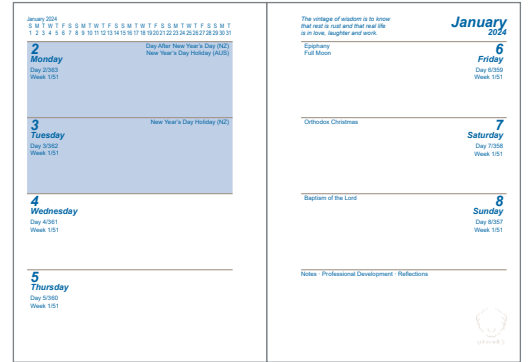 January 2024
S M T W T F S M T W T F S M T W T F S M T W T F S M T W T F S M T
1 2 3 4 5 6 7 8 9 10 11 12 13 14 15 16 17 18 19 20 21 22 23 24 25 26 27 28 29 30 31
2
Monday
Day 2/363
Week 1/51
Day After New Year's Day (NZ)
New Year's Day Holiday (AUS)
3
Tuesday
Day 3/362
Week 1/51
New Year's Day Holiday (NZ)
4
Wednesday
Day 4/361
Week 1/51
5
Thursday
Day 5/360
Week 1/51
The vintage of wisdom is to know
that rest is rust and that real life
is in love, laughter and work.
January
2024
Epiphany
Full Moon
6
Friday
Day 6/359
Week 1/51
Orthodox Christmas
7
Saturday
Day 7/358
Week 1/51
Baptism of the Lord
8
Sunday
Day 8/357
Week 1/51
Notes · Professional Development · Reflections